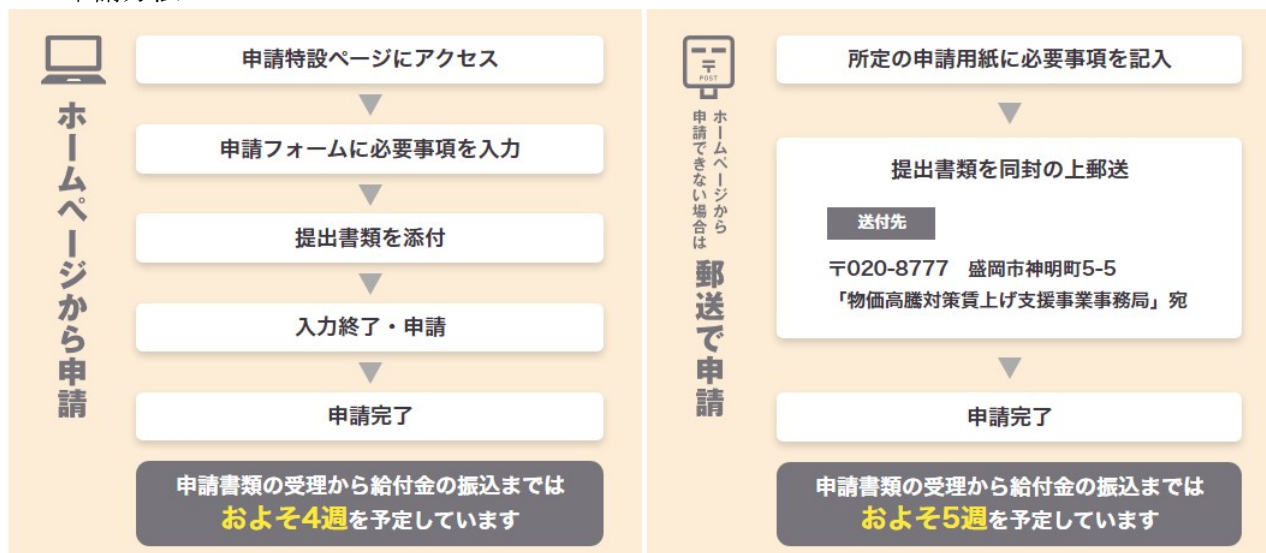 ホームページから申請
申請特設ページにアクセス
申請フォームに必要事項を入力
提出書類を添付
入力終了・申請
申請完了
申請書類の受理から給付金の振込までは
およそ4週を予定しています
POST
ホームページから
申請できない場合は
郵送で申請
所定の申請用紙に必要事項を記入
提出書類を同封の上郵送
送付先
〒020-8777 盛岡市神明町5-5
「物価高騰対策賃上げ支援事業事務局」宛
申請完了
申請書類の受理から給付金の振込までは
およそ5週を予定しています